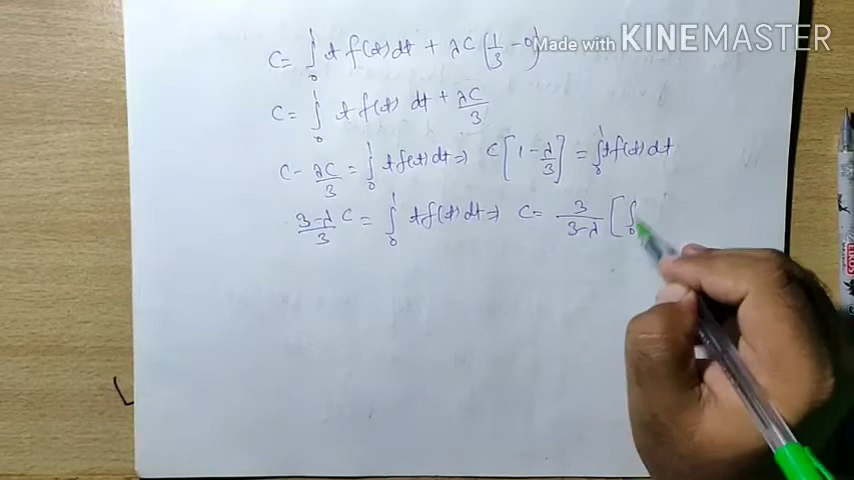 C = ∫₀¹ t f(t) dt + λC (1/3 - 0)
Made with KINEMASTER
C = ∫₀¹ t f(t) dt + λC/3
C - λC/3 = ∫₀¹ t f(t) dt ⇒ C [1 - λ/3] = ∫₀¹ t f(t) dt
3-λ/3 C = ∫₀¹ t f(t) dt ⇒ C = 3/3-λ [∫₀